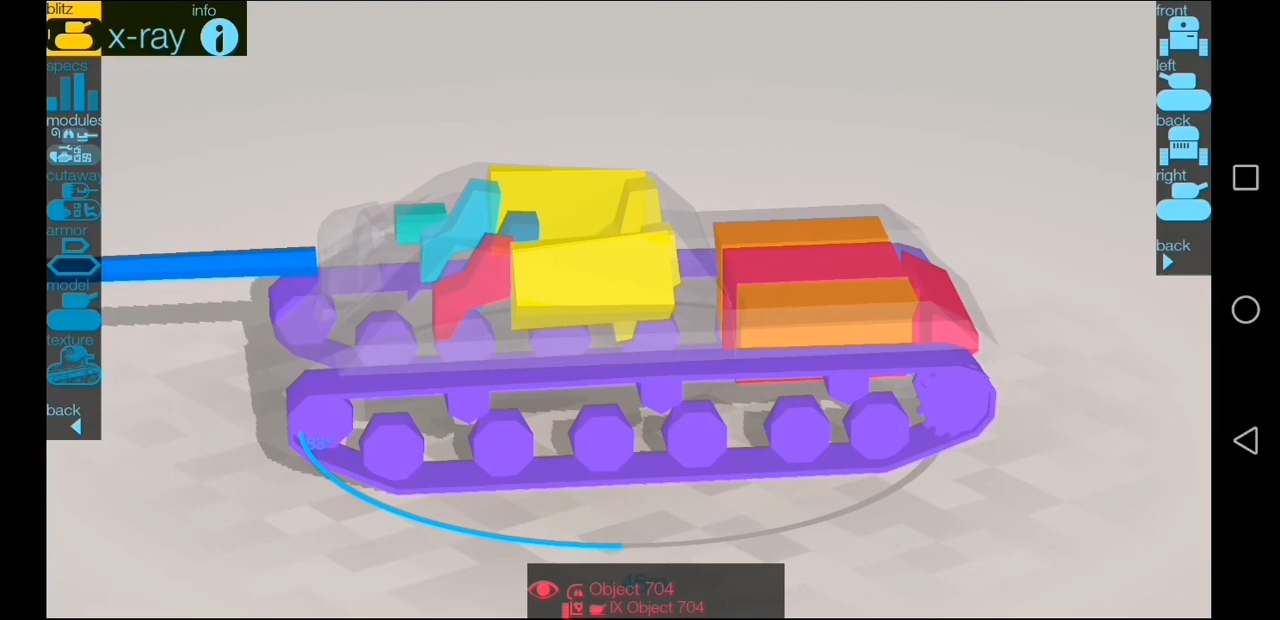 blitz
info
x-ray
specs
modules
cutaway
armor
model
texture
back
front
left
back
right
back
83°
Object 704
IX Object 704